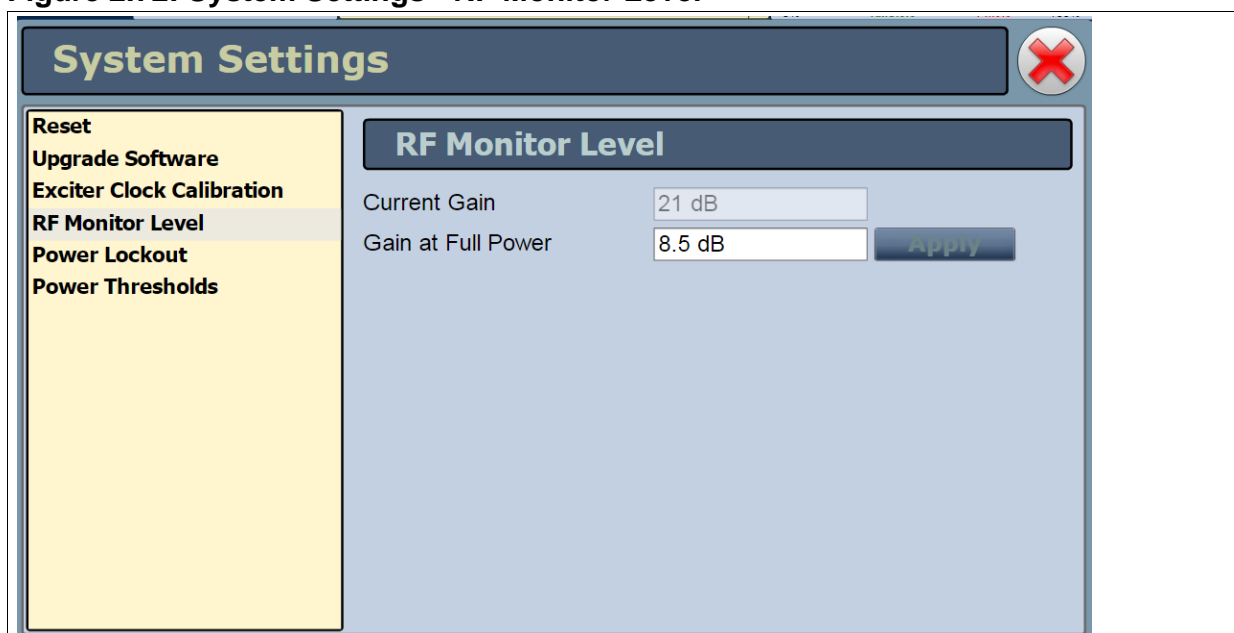 System Settings
Reset
Upgrade Software
Exciter Clock Calibration
RF Monitor Level
Power Lockout
Power Thresholds
RF Monitor Level
Current Gain 21 dB
Gain at Full Power 8.5 dB Apply